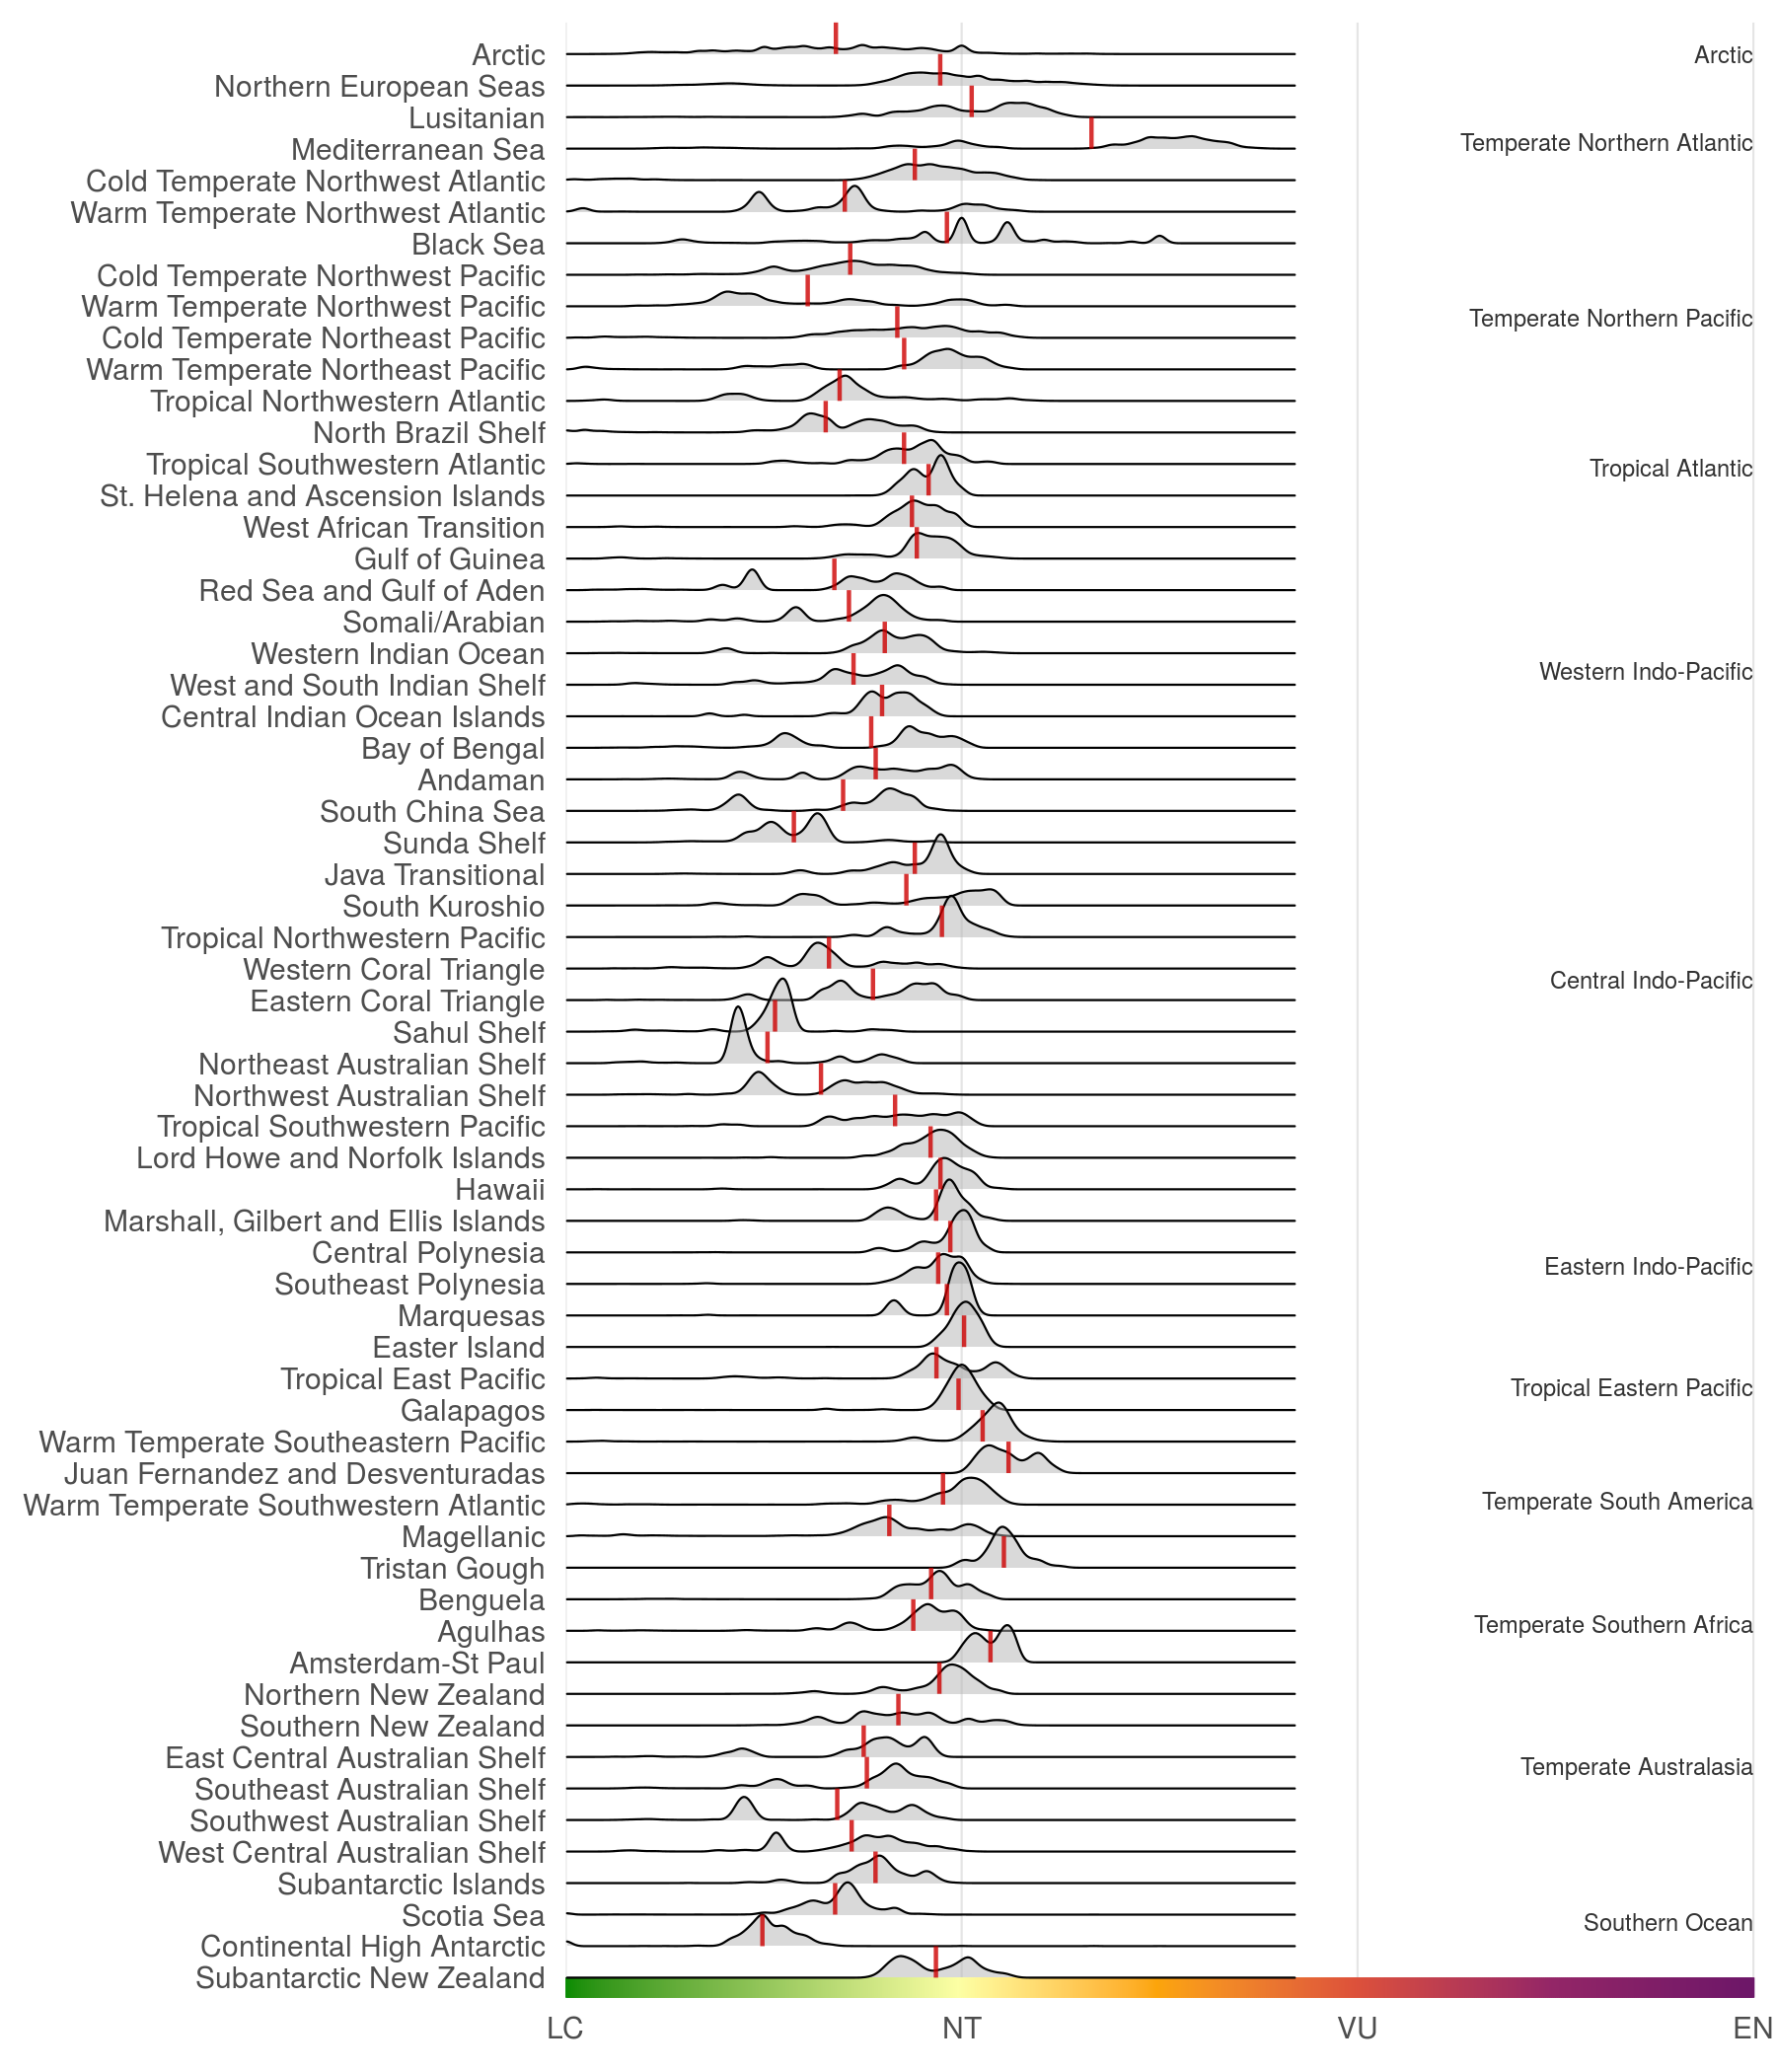 Arctic
Arctic
Northern European Seas
Lusitanian
Temperate Northern Atlantic
Mediterranean Sea
Cold Temperate Northwest Atlantic
Warm Temperate Northwest Atlantic
Black Sea
Cold Temperate Northwest Pacific
Warm Temperate Northwest Pacific
Temperate Northern Pacific
Cold Temperate Northeast Pacific
Warm Temperate Northeast Pacific
Tropical Northwestern Atlantic
North Brazil Shelf
Tropical Southwestern Atlantic
Tropical Atlantic
St. Helena and Ascension Islands
West African Transition
Gulf of Guinea
Red Sea and Gulf of Aden
Somali/Arabian
Western Indian Ocean
Western Indo-Pacific
West and South Indian Shelf
Central Indian Ocean Islands
Bay of Bengal
Andaman
South China Sea
Sunda Shelf
Java Transitional
South Kuroshio
Tropical Northwestern Pacific
Western Coral Triangle
Central Indo-Pacific
Eastern Coral Triangle
Sahul Shelf
Northeast Australian Shelf
Northwest Australian Shelf
Tropical Southwestern Pacific
Lord Howe and Norfolk Islands
Hawaii
Marshall, Gilbert and Ellis Islands
Central Polynesia
Eastern Indo-Pacific
Southeast Polynesia
Marquesas
Easter Island
Tropical East Pacific
Tropical Eastern Pacific
Galapagos
Warm Temperate Southeastern Pacific
Juan Fernandez and Desventuradas
Temperate South America
Warm Temperate Southwestern Atlantic
Magellanic
Tristan Gough
Benguela
Temperate Southern Africa
Agulhas
Amsterdam-St Paul
Northern New Zealand
Southern New Zealand
East Central Australian Shelf
Temperate Australasia
Southeast Australian Shelf
Southwest Australian Shelf
West Central Australian Shelf
Subantarctic Islands
Scotia Sea
Southern Ocean
Continental High Antarctic
Subantarctic New Zealand
LC NT VU EN